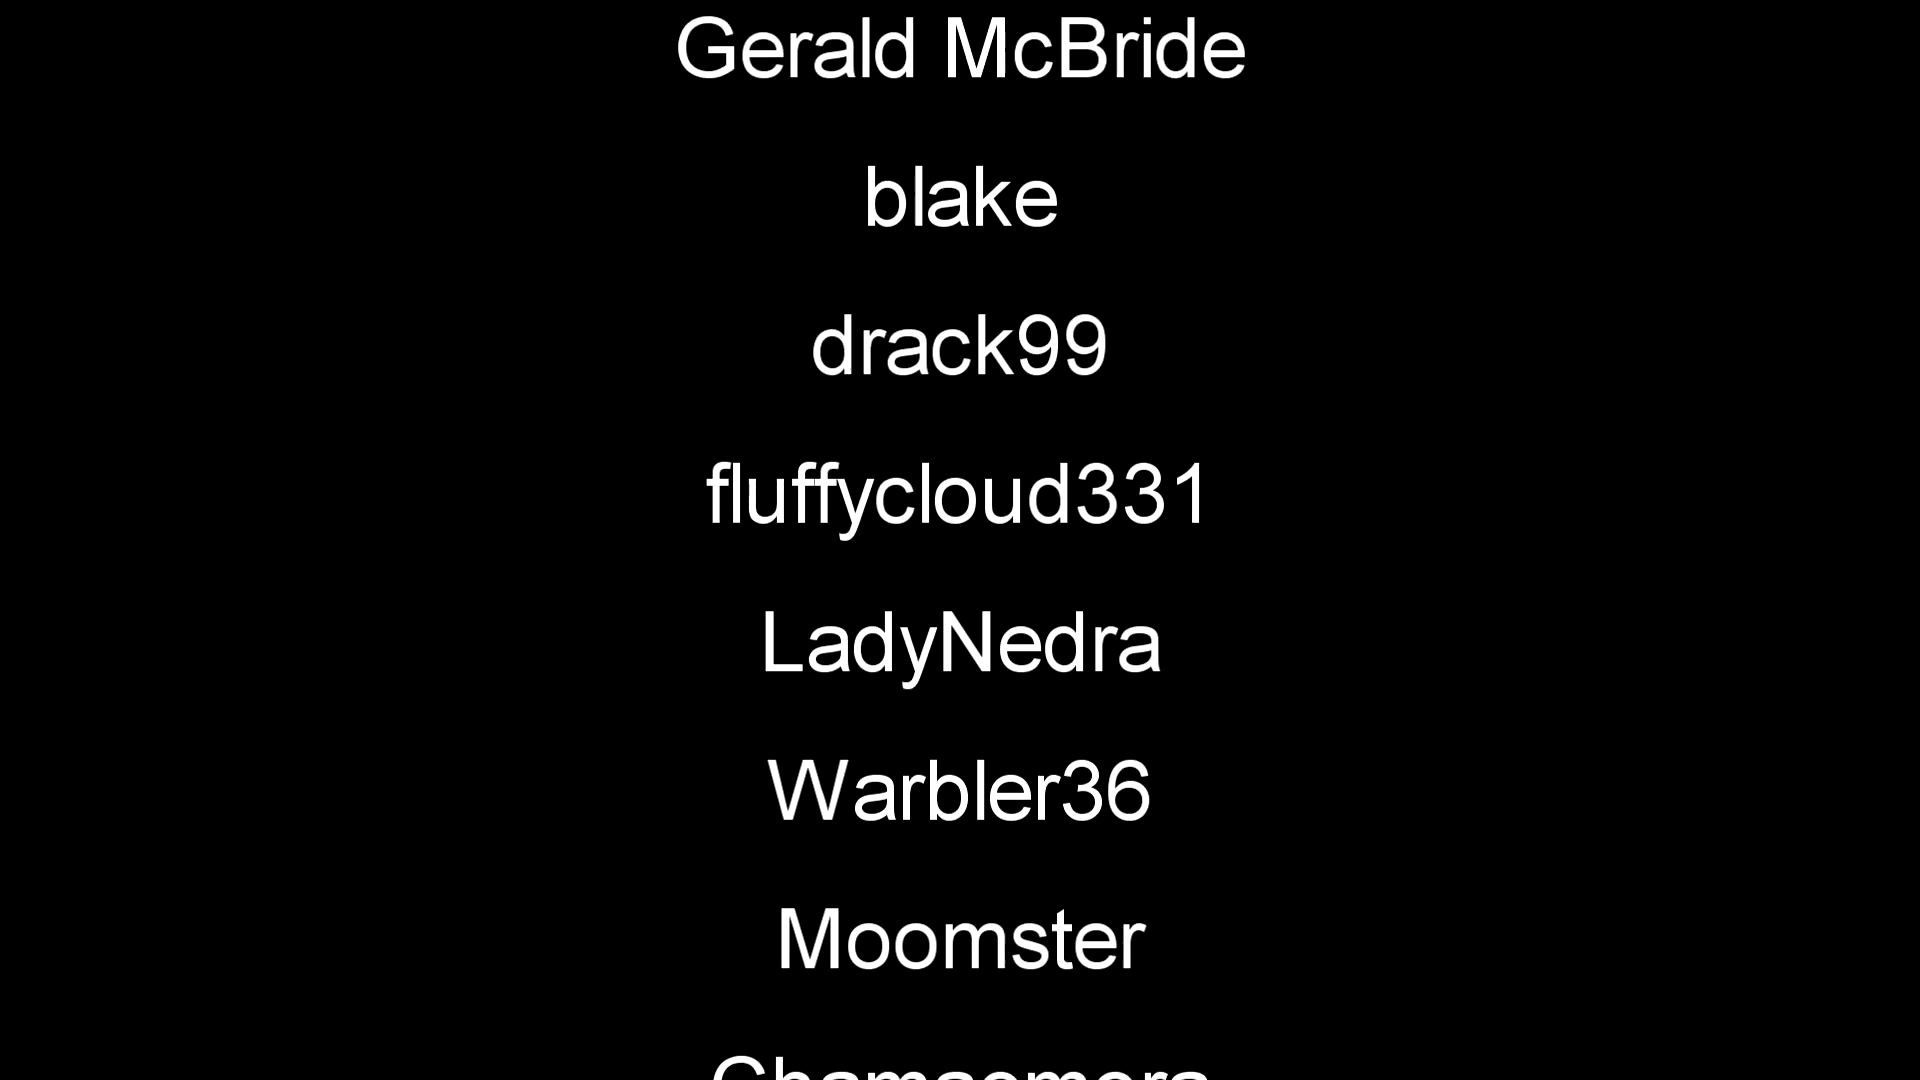 Gerald McBride
blake
drack99
fluffycloud331
LadyNedra
Warbler36
Moomster